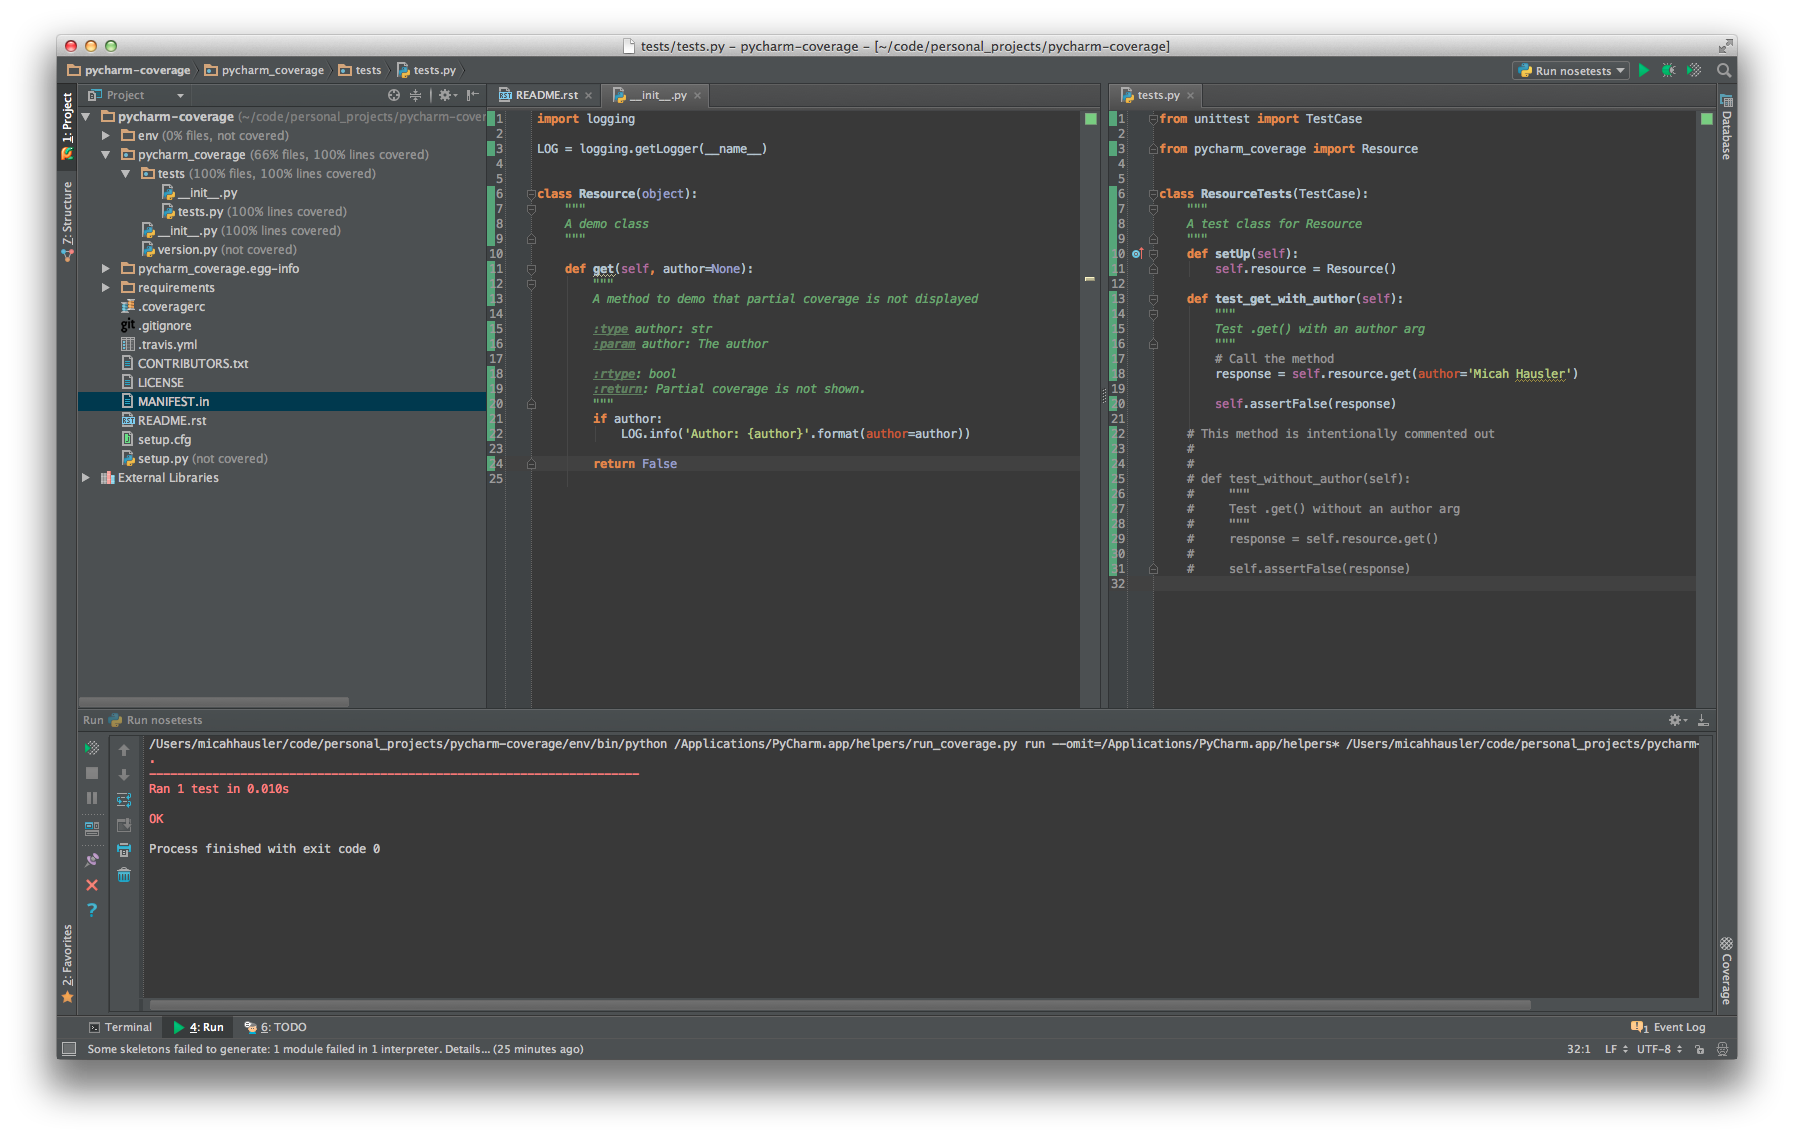 tests/tests.py – pycharm-coverage – [~/code/personal_projects/pycharm-coverage]
pycharm-coverage pycharm_coverage tests tests.py
Run nosetests
1: Project
Z: Structure
2: Favorites
Project
pycharm-coverage (~/code/personal_projects/pycharm-cover
env (0% files, not covered)
pycharm_coverage (66% files, 100% lines covered)
tests (100% files, 100% lines covered)
__init__.py
tests.py (100% lines covered)
__init__.py (100% lines covered)
version.py (not covered)
pycharm_coverage.egg-info
requirements
.coveragerc
git .gitignore
.travis.yml
CONTRIBUTORS.txt
LICENSE
MANIFEST.in
RST README.rst
setup.cfg
setup.py (not covered)
External Libraries
RST README.rst
__init__.py
1 import logging
2
3 LOG = logging.getLogger(__name__)
4
5
6 class Resource(object):
7 """
8 A demo class
9 """
10
11 def get(self, author=None):
12 """
13 A method to demo that partial coverage is not displayed
14
15 :type author: str
16 :param author: The author
17
18 :rtype: bool
19 :return: Partial coverage is not shown.
20 """
21 if author:
22 LOG.info('Author: {author}'.format(author=author))
23
24 return False
25
tests.py
1 from unittest import TestCase
2
3 from pycharm_coverage import Resource
4
5
6 class ResourceTests(TestCase):
7 """
8 A test class for Resource
9 """
10 def setUp(self):
11 self.resource = Resource()
12
13 def test_get_with_author(self):
14 """
15 Test .get() with an author arg
16 """
17 # Call the method
18 response = self.resource.get(author='Micah Hausler')
19
20 self.assertFalse(response)
21
22 # This method is intentionally commented out
23 #
24 #
25 # def test_without_author(self):
26 # """
27 # Test .get() without an author arg
28 # """
29 # response = self.resource.get()
30 #
31 # self.assertFalse(response)
32
Database
Coverage
Run Run nosetests
/Users/micahhausler/code/personal_projects/pycharm-coverage/env/bin/python /Applications/PyCharm.app/helpers/run_coverage.py run --omit=/Applications/PyCharm.app/helpers* /Users/micahhausler/code/personal_projects/pycharm-
.
----------------------------------------------------------------------
Ran 1 test in 0.010s
OK
Process finished with exit code 0
?
Terminal 4: Run 6: TODO
1 Event Log
Some skeletons failed to generate: 1 module failed in 1 interpreter. Details... (25 minutes ago)
32:1 LF UTF-8